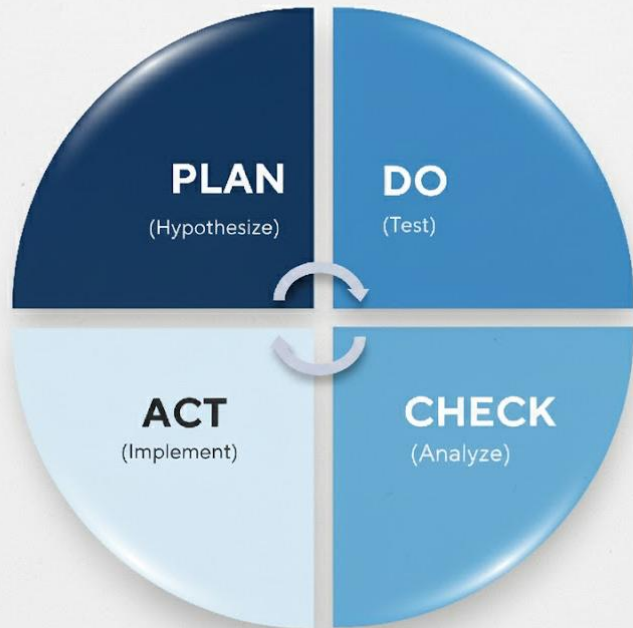 PLAN
(Hypothesize)
DO
(Test)
ACT
(Implement)
CHECK
(Analyze)